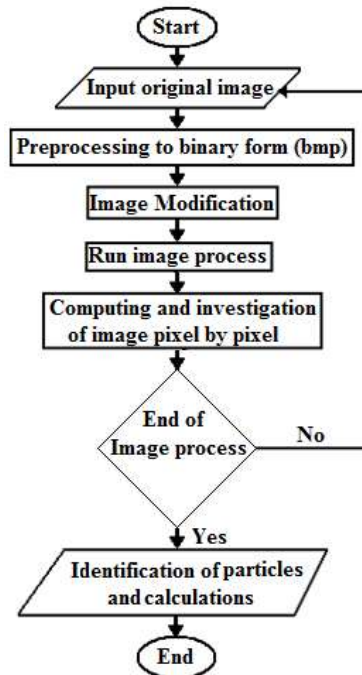 Start
Input original image
Preprocessing to binary form (bmp)
Image Modification
Run image process
Computing and investigation
of image pixel by pixel
End of
Image process
No
Yes
Identification of particles
and calculations
End